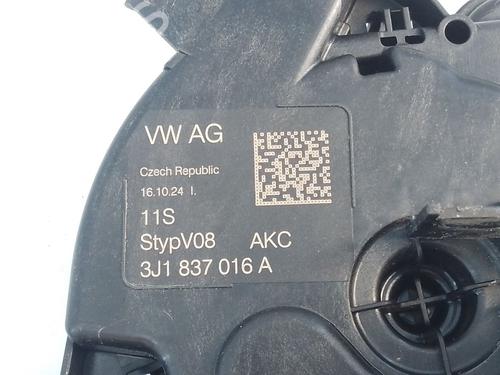 VW AG
Czech Republic
16.10.24 I.
11S
StypV08 AKC
3J1 837 016 A